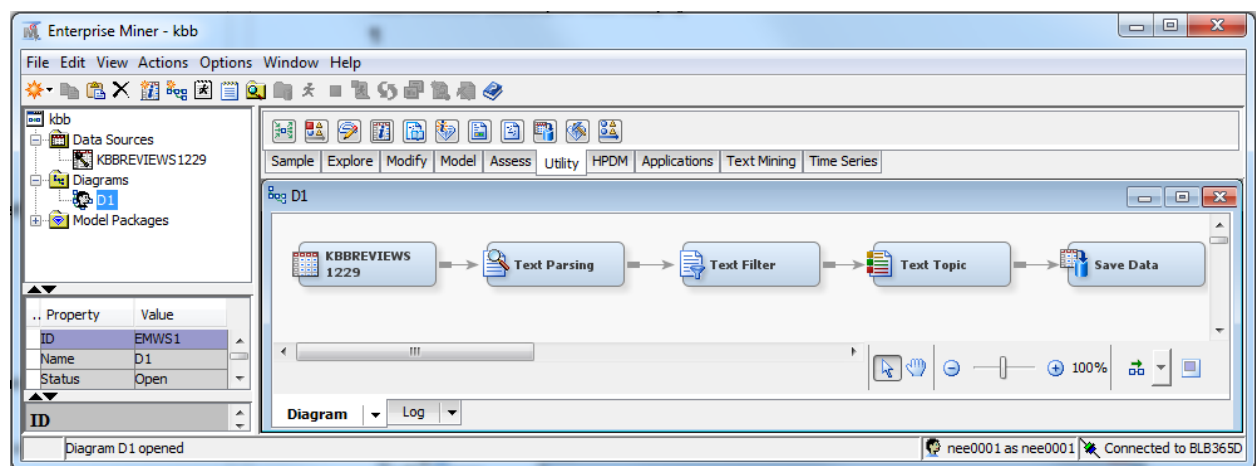 Enterprise Miner - kbb
File Edit View Actions Options Window Help
kbb
Data Sources
KBBREVIEWS1229
Diagrams
D1
Model Packages
.. Property Value
ID EMWS1
Name D1
Status Open
ID
Sample Explore Modify Model Assess Utility HPDM Applications Text Mining Time Series
D1
KBBREVIEWS
1229
Text Parsing
Text Filter
Text Topic
Save Data
100%
Diagram Log
Diagram D1 opened
nee0001 as nee0001 Connected to BLB365D